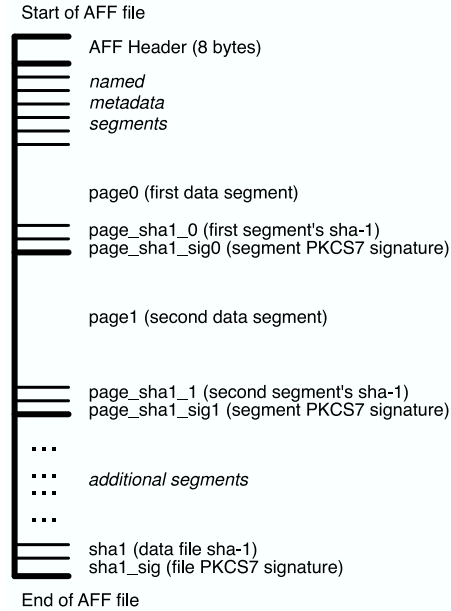 Start of AFF file
AFF Header (8 bytes)
named
metadata
segments
page0 (first data segment)
page_sha1_0 (first segment's sha-1)
page_sha1_sig0 (segment PKCS7 signature)
page1 (second data segment)
page_sha1_1 (second segment's sha-1)
page_sha1_sig1 (segment PKCS7 signature)
...
...
additional segments
...
...
sha1 (data file sha-1)
sha1_sig (file PKCS7 signature)
End of AFF file